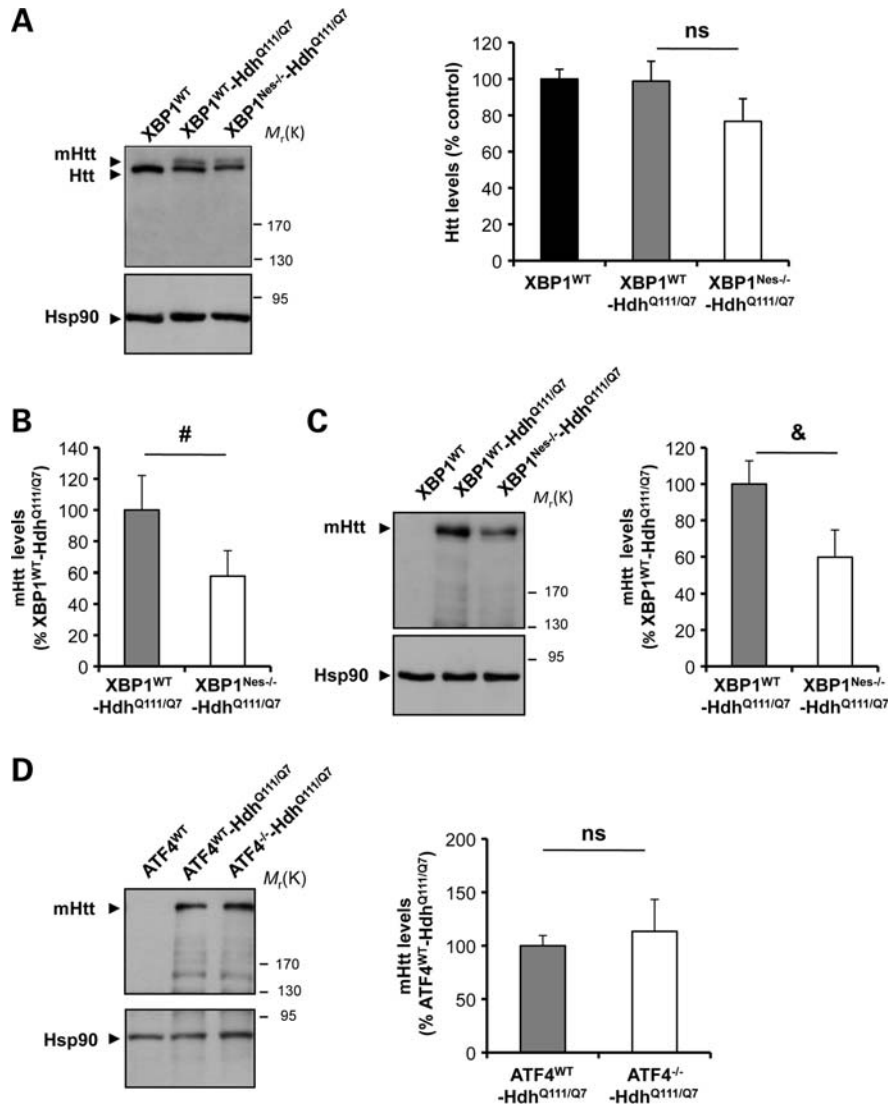 A
XBP1WT
XBP1WT-HdhQ111/Q7
XBP1Nes-/--HdhQ111/Q7
Mr(K)
mHtt
Htt
170
130
95
Hsp90
Htt levels (% control)
120
100
80
60
40
20
0
ns
XBP1WT
XBP1WT
-HdhQ111/Q7
XBP1Nes-/-
-HdhQ111/Q7
B
mHtt levels
(% XBP1WT-HdhQ111/Q7)
140
120
100
80
60
40
20
0
#
XBP1WT
-HdhQ111/Q7
XBP1Nes-/-
-HdhQ111/Q7
C
XBP1WT
XBP1WT-HdhQ111/Q7
XBP1Nes-/--HdhQ111/Q7
Mr(K)
mHtt
170
130
95
Hsp90
mHtt levels
(% XBP1WT-HdhQ111/Q7)
120
100
80
60
40
20
0
&
XBP1WT
-HdhQ111/Q7
XBP1Nes-/-
-HdhQ111/Q7
D
ATF4WT
ATF4WT-HdhQ111/Q7
ATF4-/--HdhQ111/Q7
Mr(K)
mHtt
170
130
95
Hsp90
mHtt levels
(% ATF4WT-HdhQ111/Q7)
200
150
100
50
0
ns
ATF4WT
-HdhQ111/Q7
ATF4-/-
-HdhQ111/Q7